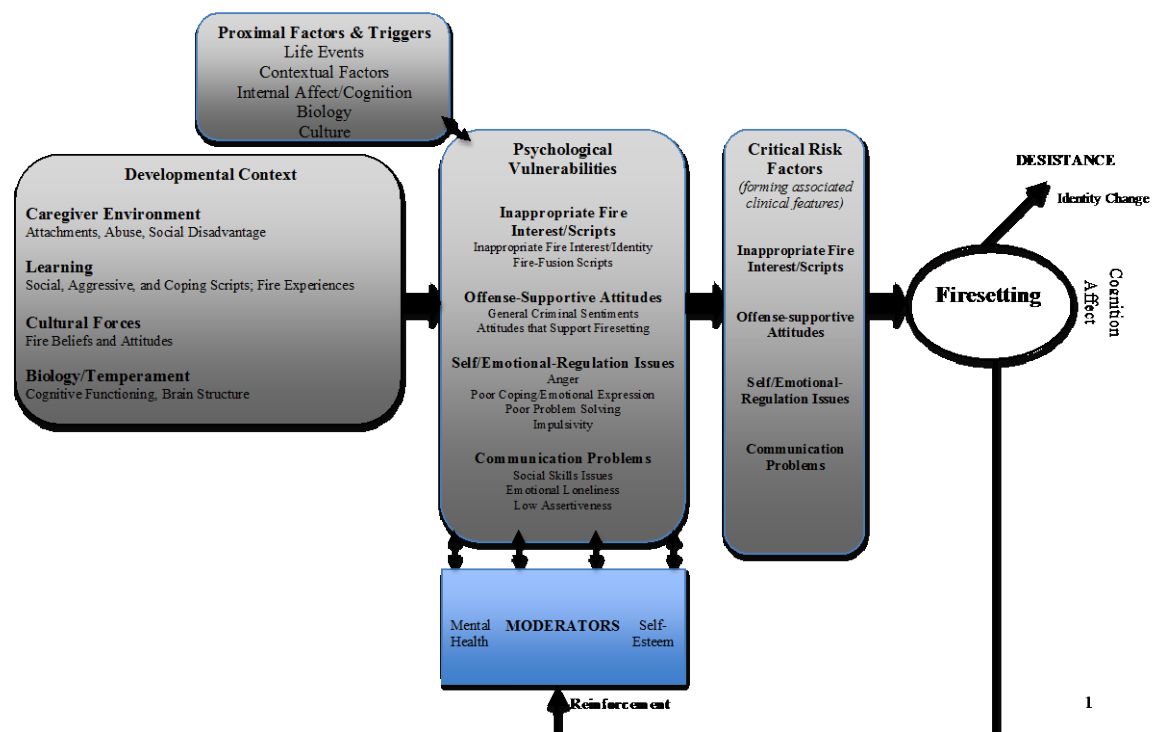 Proximal Factors & Triggers
Life Events
Contextual Factors
Internal Affect/Cognition
Biology
Culture
Developmental Context
Caregiver Environment
Attachments, Abuse, Social Disadvantage
Learning
Social, Aggressive, and Coping Scripts; Fire Experiences
Cultural Forces
Fire Beliefs and Attitudes
Biology/Temperament
Cognitive Functioning, Brain Structure
Psychological
Vulnerabilities
Inappropriate Fire
Interest/Scripts
Inappropriate Fire Interest/Identity
Fire-Fusion Scripts
Offense-Supportive Attitudes
General Criminal Sentiments
Attitudes that Support Firesetting
Self/Emotional-Regulation Issues
Anger
Poor Coping/Emotional Expression
Poor Problem Solving
Impulsivity
Communication Problems
Social Skills Issues
Emotional Loneliness
Low Assertiveness
Critical Risk
Factors
(forming associated
clinical features)
Inappropriate Fire
Interest/Scripts
Offense-supportive
Attitudes
Self/Emotional-
Regulation Issues
Communication
Problems
DESISTANCE
Identity Change
Firesetting
Cognition
Affect
Mental
Health
MODERATORS
Self-
Esteem
Reinforcement
1